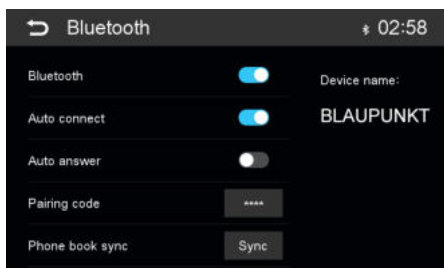 Bluetooth
02:58
Bluetooth
Device name:
Auto connect
BLAUPUNKT
Auto answer
Pairing code
****
Phone book sync
Sync